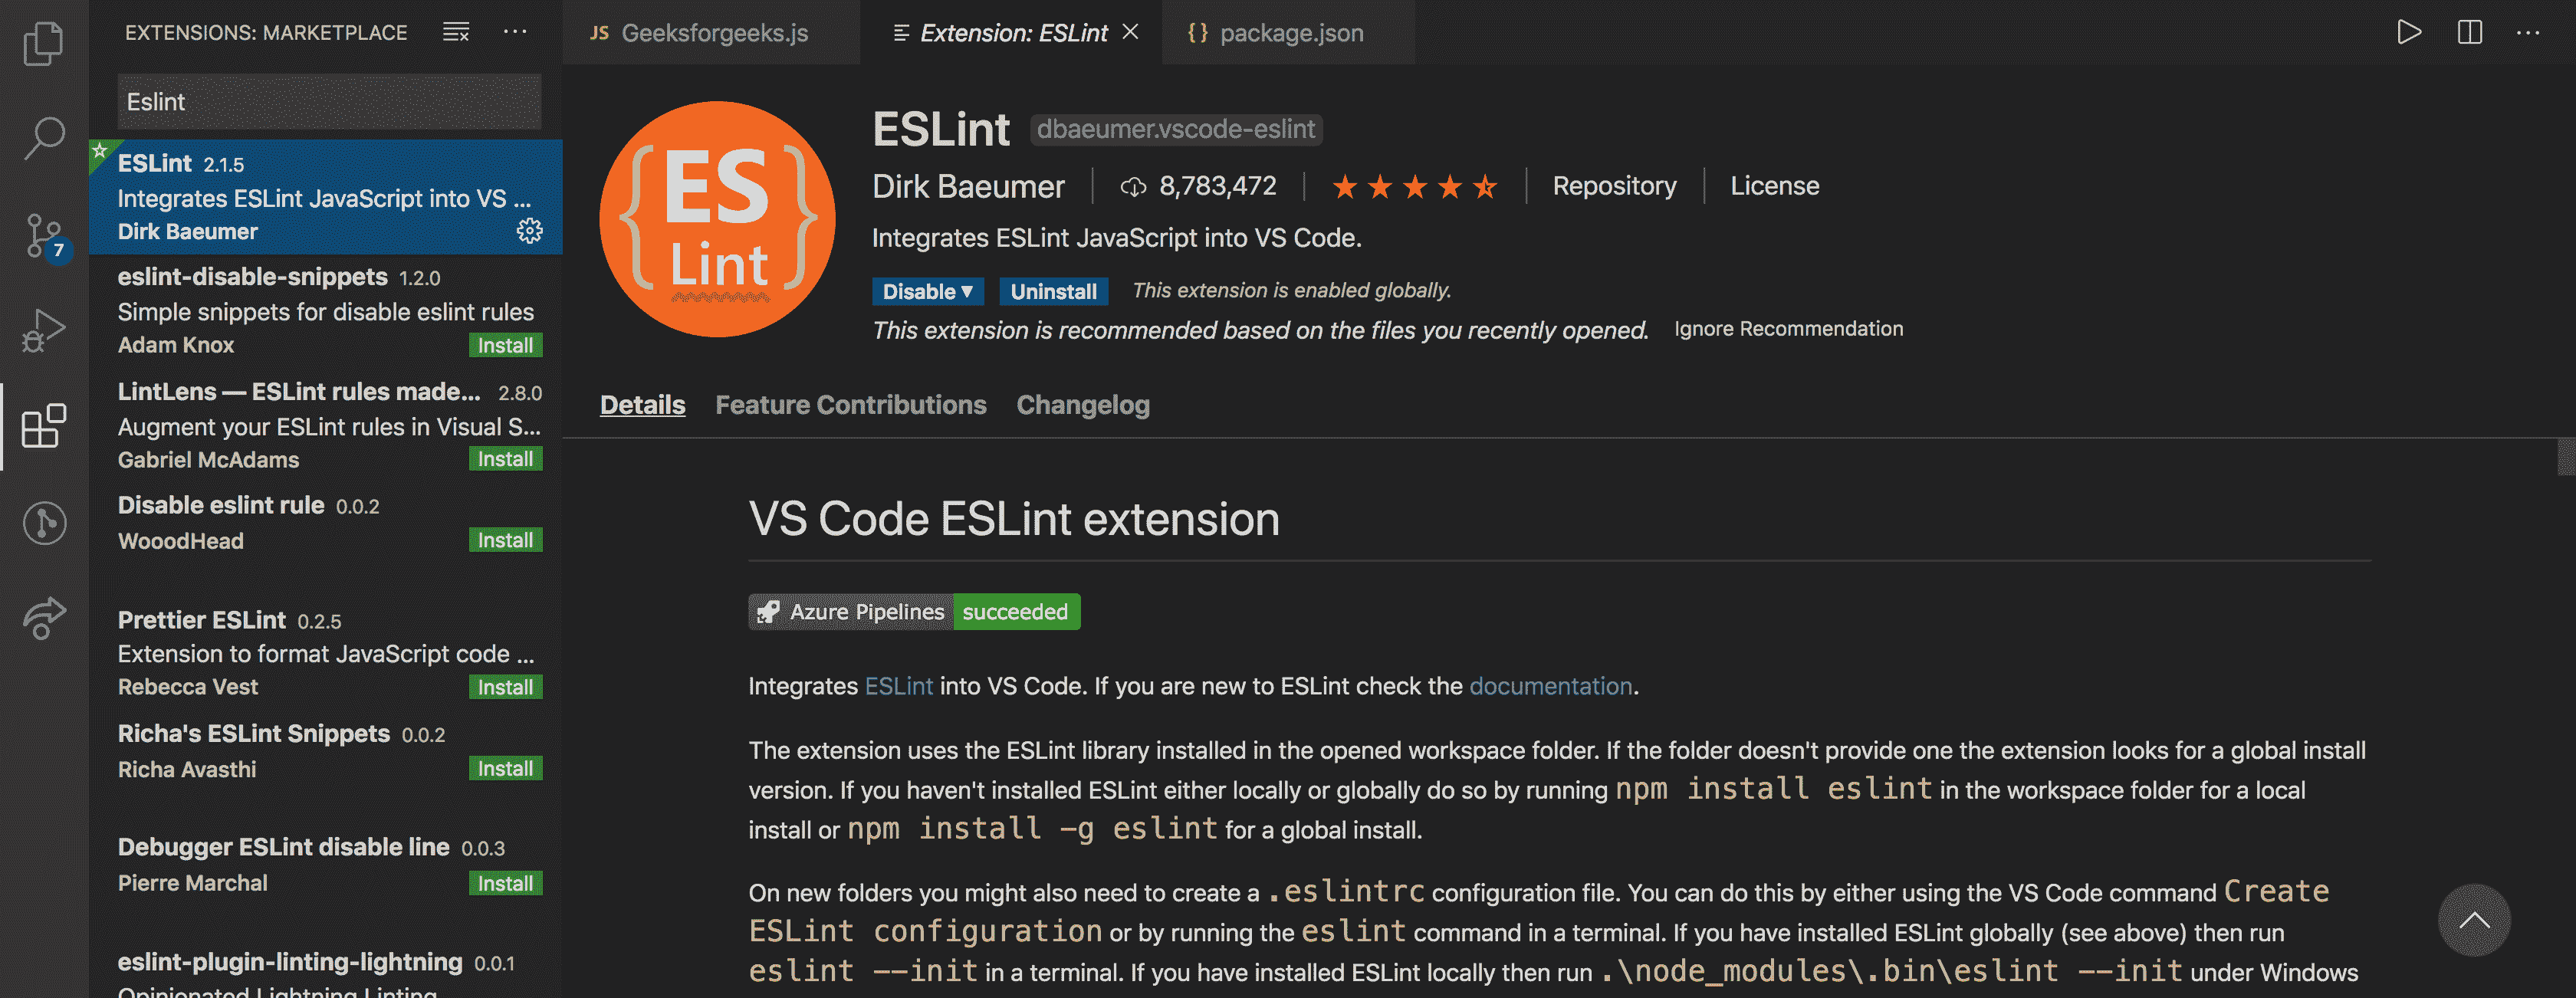 EXTENSIONS: MARKETPLACE
Eslint
ESLint 2.1.5
Integrates ESLint JavaScript into VS ...
Dirk Baeumer
7
eslint-disable-snippets 1.2.0
Simple snippets for disable eslint rules
Adam Knox Install
LintLens — ESLint rules made... 2.8.0
Augment your ESLint rules in Visual S...
Gabriel McAdams Install
Disable eslint rule 0.0.2
WooodHead Install
Prettier ESLint 0.2.5
Extension to format JavaScript code ...
Rebecca Vest Install
Richa's ESLint Snippets 0.0.2
Richa Avasthi Install
Debugger ESLint disable line 0.0.3
Pierre Marchal Install
eslint-plugin-linting-lightning 0.0.1
Opinionated Lightning Linting
JS Geeksforgeeks.js
Extension: ESLint
{} package.json
{ES Lint}
ESLint dbaeumer.vscode-eslint
Dirk Baeumer 8,783,472 Repository License
Integrates ESLint JavaScript into VS Code.
Disable Uninstall This extension is enabled globally.
This extension is recommended based on the files you recently opened. Ignore Recommendation
Details Feature Contributions Changelog
VS Code ESLint extension
Azure Pipelines succeeded
Integrates ESLint into VS Code. If you are new to ESLint check the documentation.
The extension uses the ESLint library installed in the opened workspace folder. If the folder doesn't provide one the extension looks for a global install
version. If you haven't installed ESLint either locally or globally do so by running npm install eslint in the workspace folder for a local
install or npm install -g eslint for a global install.
On new folders you might also need to create a .eslintrc configuration file. You can do this by either using the VS Code command Create
ESLint configuration or by running the eslint command in a terminal. If you have installed ESLint globally (see above) then run
eslint --init in a terminal. If you have installed ESLint locally then run .\node_modules\.bin\eslint --init under Windows